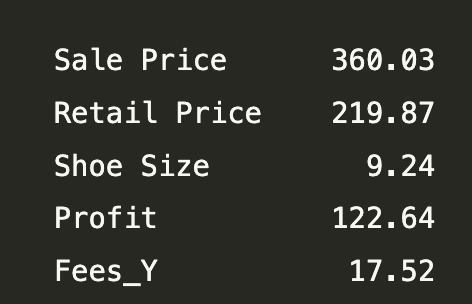 Sale Price 360.03
Retail Price 219.87
Shoe Size 9.24
Profit 122.64
Fees_Y 17.52